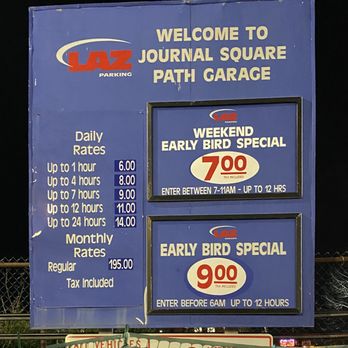 LAZ
PARKING
WELCOME TO
JOURNAL SQUARE
PATH GARAGE
Daily
Rates
Up to 1 hour 6.00
Up to 4 hours 8.00
Up to 7 hours 9.00
Up to 12 hours 11.00
Up to 24 hours 14.00
Monthly
Rates
Regular 195.00
Tax Included
LAZ
PARKING
WEEKEND
EARLY BIRD SPECIAL
7.00
TAX INCLUDED
ENTER BETWEEN 7-11AM - UP TO 12 HRS
LAZ
PARKING
EARLY BIRD SPECIAL
9.00
TAX INCLUDED
ENTER BEFORE 6AM UP TO 12 HOURS
ALL VEHICLES